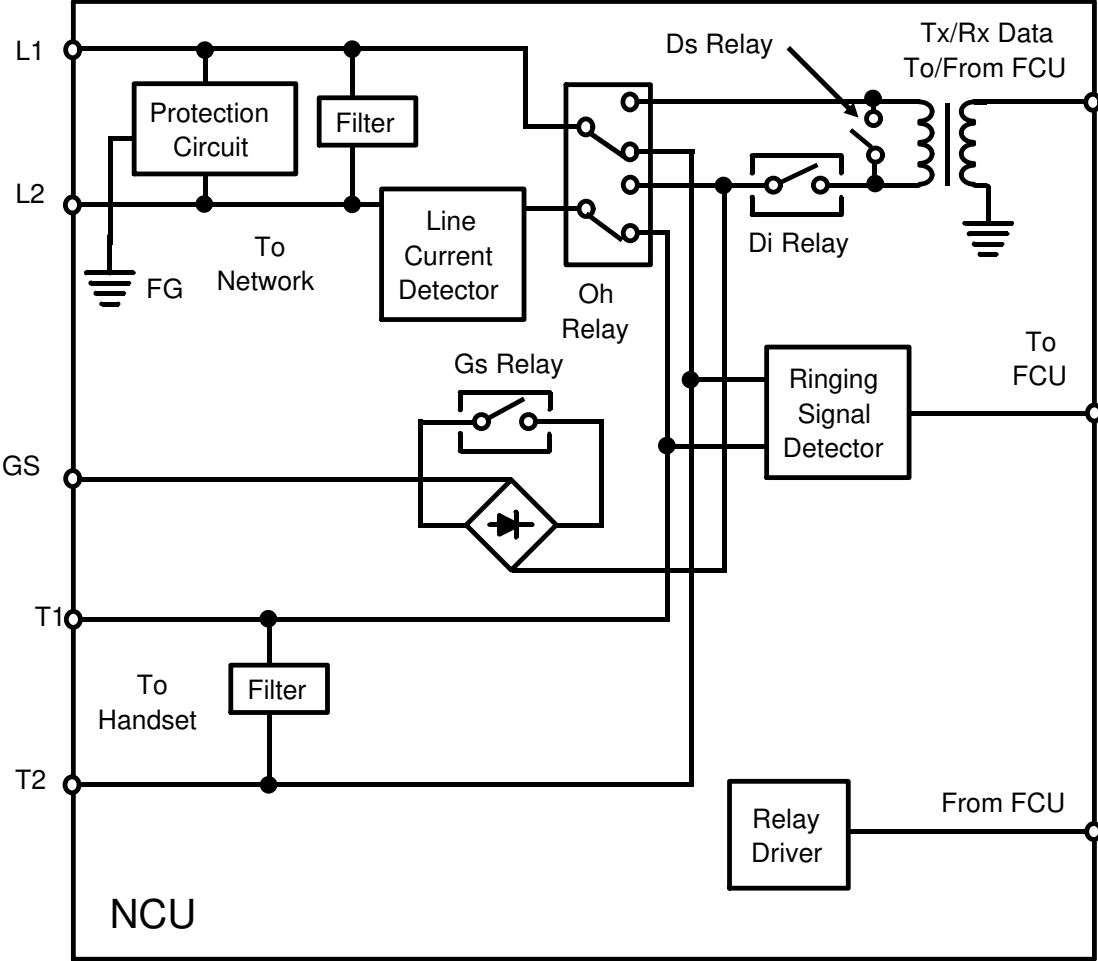 L1
Ds Relay
Tx/Rx Data
To/From FCU
Protection
Circuit
Filter
L2
Line
Current
Detector
To
Network
FG
Di Relay
Oh
Relay
Gs Relay
To
FCU
Ringing
Signal
Detector
GS
T1
To
Handset
Filter
T2
Relay
Driver
From FCU
NCU